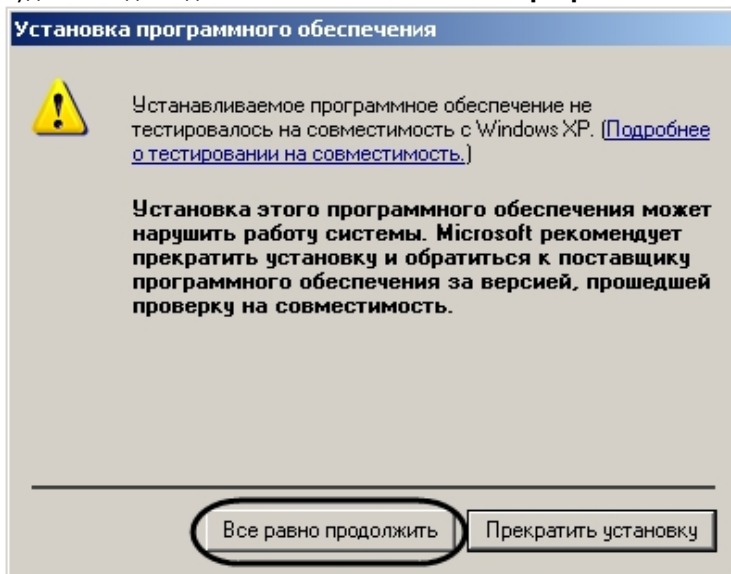 Установка программного обеспечения
Устанавливаемое программное обеспечение не
тестировалось на совместимость с Windows XP. (Подробнее
о тестировании на совместимость.)
Установка этого программного обеспечения может
нарушить работу системы. Microsoft рекомендует
прекратить установку и обратиться к поставщику
программного обеспечения за версией, прошедшей
проверку на совместимость.
Все равно продолжить Прекратить установку